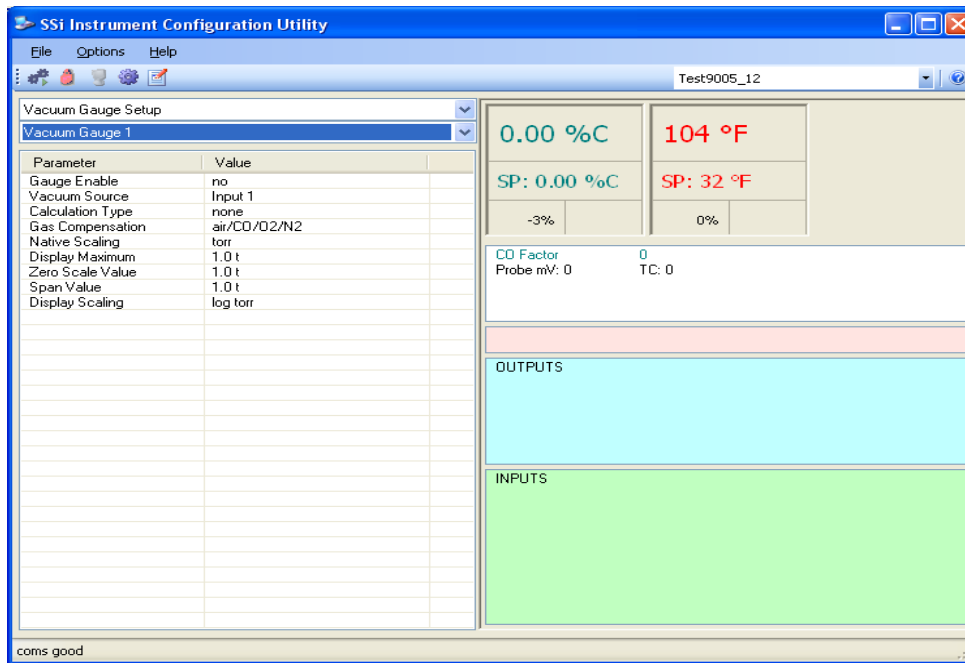 SSi Instrument Configuration Utility
File Options Help
Test9005_12
Vacuum Gauge Setup
Vacuum Gauge 1
Parameter Value
Gauge Enable no
Vacuum Source Input 1
Calculation Type none
Gas Compensation air/CO/O2/N2
Native Scaling torr
Display Maximum 1.0 t
Zero Scale Value 1.0 t
Span Value 1.0 t
Display Scaling log torr
0.00 %C
SP: 0.00 %C
-3%
104 °F
SP: 32 °F
0%
CO Factor 0
Probe mV: 0 TC: 0
OUTPUTS
INPUTS
coms good